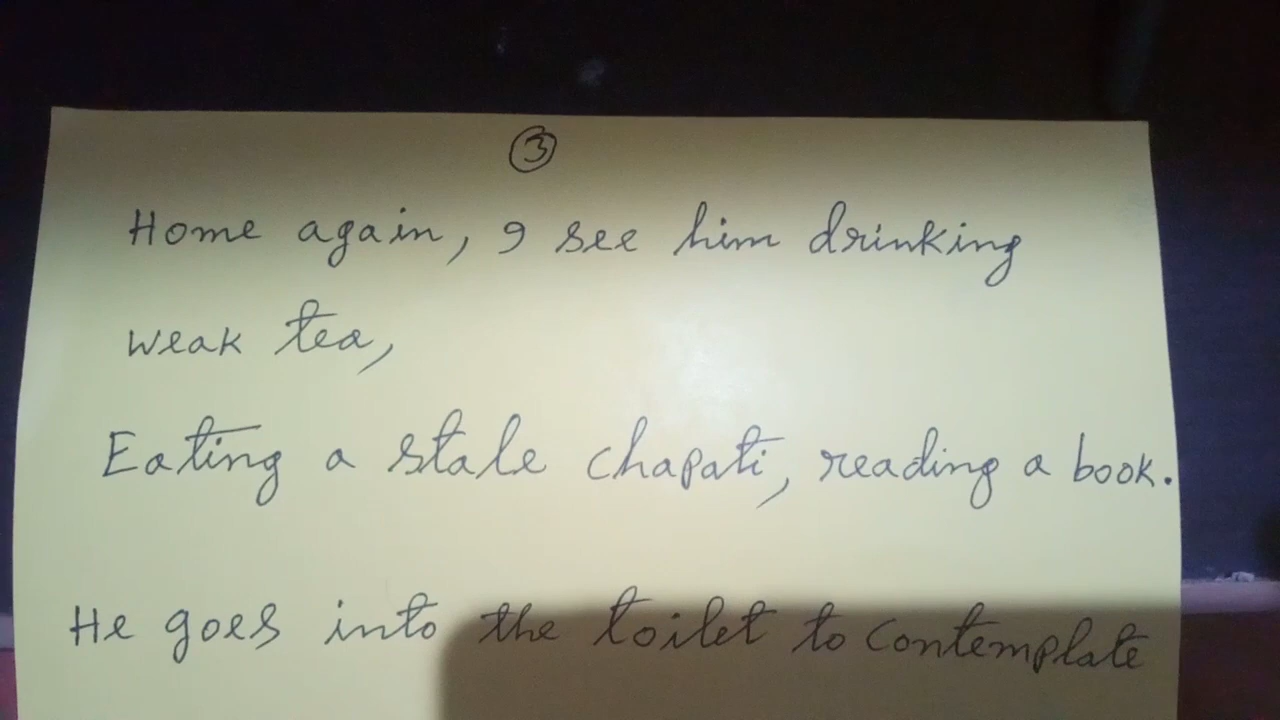 3
Home again, I see him drinking
weak tea,
Eating a stale chapati, reading a book.
He goes into the toilet to contemplate